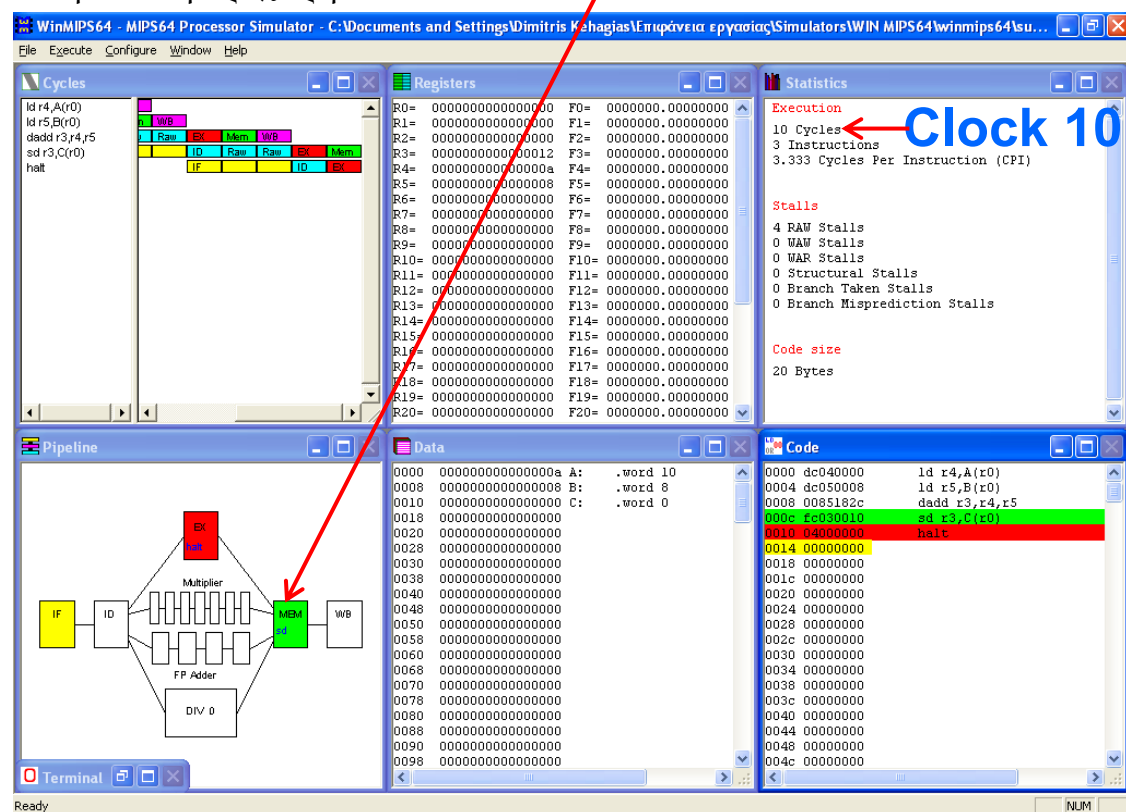 WinMIPS64 - MIPS64 Processor Simulator - C:\Documents and Settings\Dimitris Kehagias\Επιφάνεια εργασίας\Simulators\WIN MIPS64\winmips64\su...
File Execute Configure Window Help
Cycles
ld r4,A(r0)
ld r5,B(r0) WB
dadd r3,r4,r5 Raw EX Mem WB
sd r3,C(r0) ID Raw Raw EX Mem
halt IF ID EX
Registers
R0= 0000000000000000 F0= 0000000.00000000
R1= 0000000000000000 F1= 0000000.00000000
R2= 0000000000000000 F2= 0000000.00000000
R3= 0000000000000012 F3= 0000000.00000000
R4= 000000000000000a F4= 0000000.00000000
R5= 0000000000000008 F5= 0000000.00000000
R6= 0000000000000000 F6= 0000000.00000000
R7= 0000000000000000 F7= 0000000.00000000
R8= 0000000000000000 F8= 0000000.00000000
R9= 0000000000000000 F9= 0000000.00000000
R10= 0000000000000000 F10= 0000000.00000000
R11= 0000000000000000 F11= 0000000.00000000
R12= 0000000000000000 F12= 0000000.00000000
R13= 0000000000000000 F13= 0000000.00000000
R14= 0000000000000000 F14= 0000000.00000000
R15= 0000000000000000 F15= 0000000.00000000
R16= 0000000000000000 F16= 0000000.00000000
R17= 0000000000000000 F17= 0000000.00000000
R18= 0000000000000000 F18= 0000000.00000000
R19= 0000000000000000 F19= 0000000.00000000
R20= 0000000000000000 F20= 0000000.00000000
Statistics
Execution
10 Cycles Clock 10
3 Instructions
3.333 Cycles Per Instruction (CPI)
Stalls
4 RAW Stalls
0 WAW Stalls
0 WAR Stalls
0 Structural Stalls
0 Branch Taken Stalls
0 Branch Misprediction Stalls
Code size
20 Bytes
Pipeline
EX
halt
Multiplier
IF ID MEM WB
sd
FP Adder
DIV 0
Data
0000 000000000000000a A: .word 10
0008 0000000000000008 B: .word 8
0010 0000000000000000 C: .word 0
0018 0000000000000000
0020 0000000000000000
0028 0000000000000000
0030 0000000000000000
0038 0000000000000000
0040 0000000000000000
0048 0000000000000000
0050 0000000000000000
0058 0000000000000000
0060 0000000000000000
0068 0000000000000000
0070 0000000000000000
0078 0000000000000000
0080 0000000000000000
0088 0000000000000000
0090 0000000000000000
0098 0000000000000000
Code
0000 dc040000 ld r4,A(r0)
0004 dc050008 ld r5,B(r0)
0008 0085182c dadd r3,r4,r5
000c fc030010 sd r3,C(r0)
0010 04000000 halt
0014 00000000
0018 00000000
001c 00000000
0020 00000000
0024 00000000
0028 00000000
002c 00000000
0030 00000000
0034 00000000
0038 00000000
003c 00000000
0040 00000000
0044 00000000
0048 00000000
004c 00000000
Terminal
Ready NUM